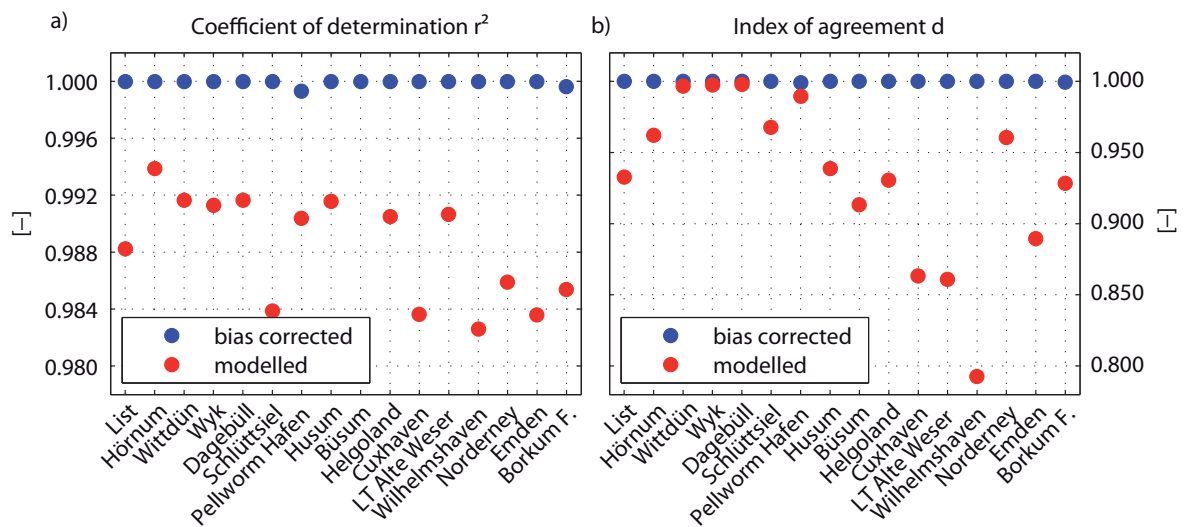 a)
Coefficient of determination r²
b)
Index of agreement d
1.000
0.996
0.992
0.988
0.984
0.980
[−]
bias corrected
modelled
List
Hörnum
Wittdün
Wyk
Dagebüll
Schlüttsiel
Pellworm Hafen
Husum
Büsum
Helgoland
Cuxhaven
LT Alte Weser
Wilhelmshaven
Norderney
Emden
Borkum F.
1.000
0.950
0.900
0.850
0.800
[−]
bias corrected
modelled
List
Hörnum
Wittdün
Wyk
Dagebüll
Schlüttsiel
Pellworm Hafen
Husum
Büsum
Helgoland
Cuxhaven
LT Alte Weser
Wilhelmshaven
Norderney
Emden
Borkum F.